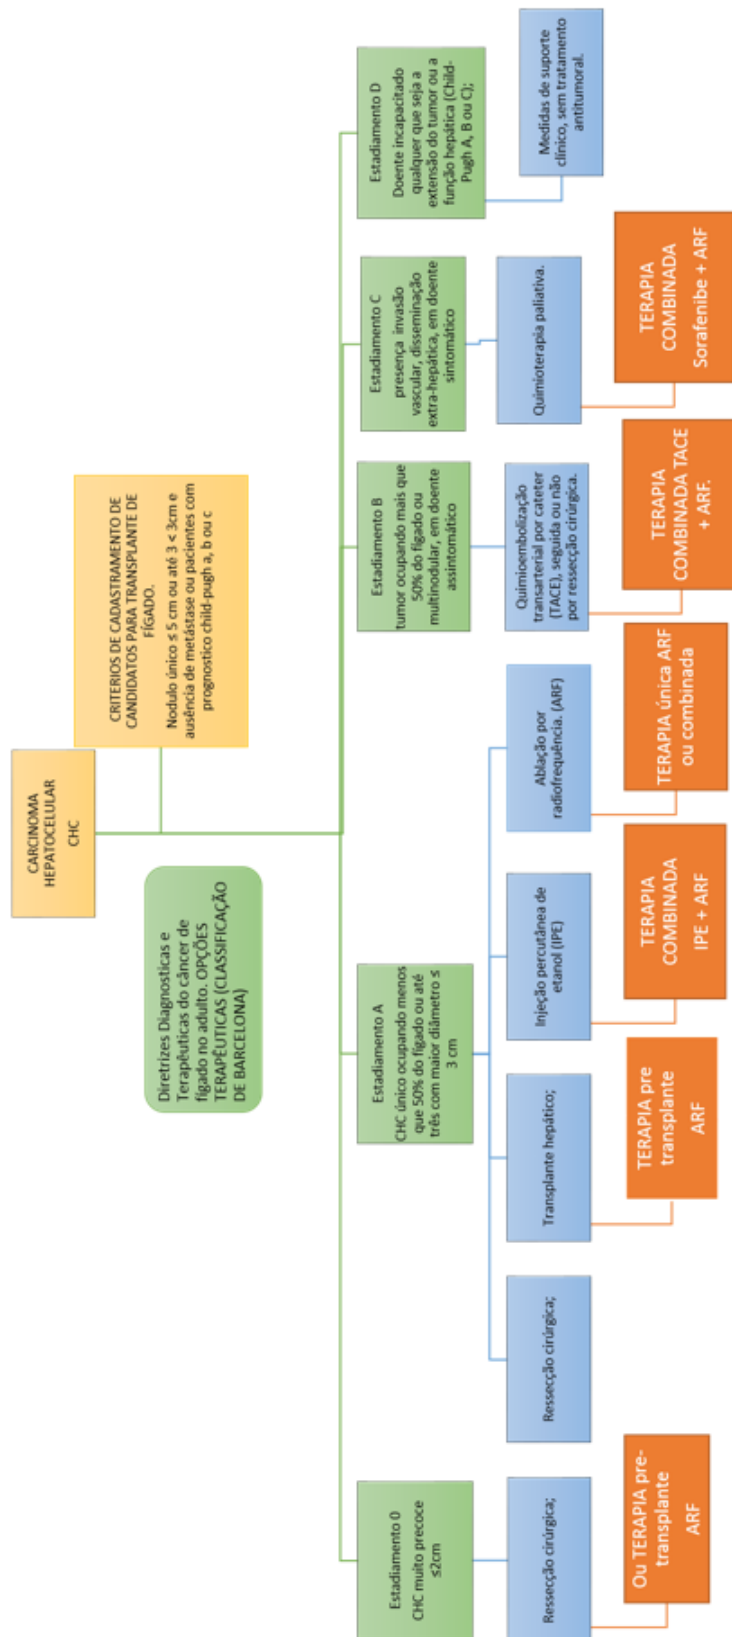 CARCINOMA
HEPATOCELULAR
CHC
CRITERIOS DE CADASTRAMENTO DE
CANDIDATOS PARA TRANSPLANTE DE
FÍGADO.
Nodulo único ≤ 5 cm ou até 3 < 3cm e
ausência de metástase ou pacientes com
prognostico child-pugh a, b ou c
Diretrizes Diagnosticas e
Terapêuticas do câncer de
fígado no adulto. OPÇÕES
TERAPÊUTICAS (CLASSIFICAÇÃO
DE BARCELONA)
Estadiamento 0
CHC muito precoce
≤2cm
Ressecção cirúrgica;
Ou TERAPIA pre-
transplante
ARF
Estadiamento A
CHC único ocupando menos
que 50% do fígado ou até
três com maior diâmetro ≤
3 cm
Ressecção cirúrgica;
Transplante hepático;
TERAPIA pre
transplante
ARF
Injeção percutânea de
etanol (IPE)
TERAPIA
COMBINADA
IPE + ARF
Ablação por
radiofrequência. (ARF)
TERAPIA única ARF
ou combinada
Estadiamento B
tumor ocupando mais que
50% do fígado ou
multinodular, em doente
assintomático
Quimioembolização
transarterial por cateter
(TACE), seguida ou não
por ressecção cirúrgica.
TERAPIA
COMBINADA TACE
+ ARF.
Estadiamento C
presença invasão
vascular, disseminação
extra-hepática, em doente
sintomático
Quimioterapia paliativa.
TERAPIA
COMBINADA
Sorafenibe + ARF
Estadiamento D
Doente incapacitado
qualquer que seja a
extensão do tumor ou a
função hepática (Child-
Pugh A, B ou C);
Medidas de suporte
clínico, sem tratamento
antitumoral.